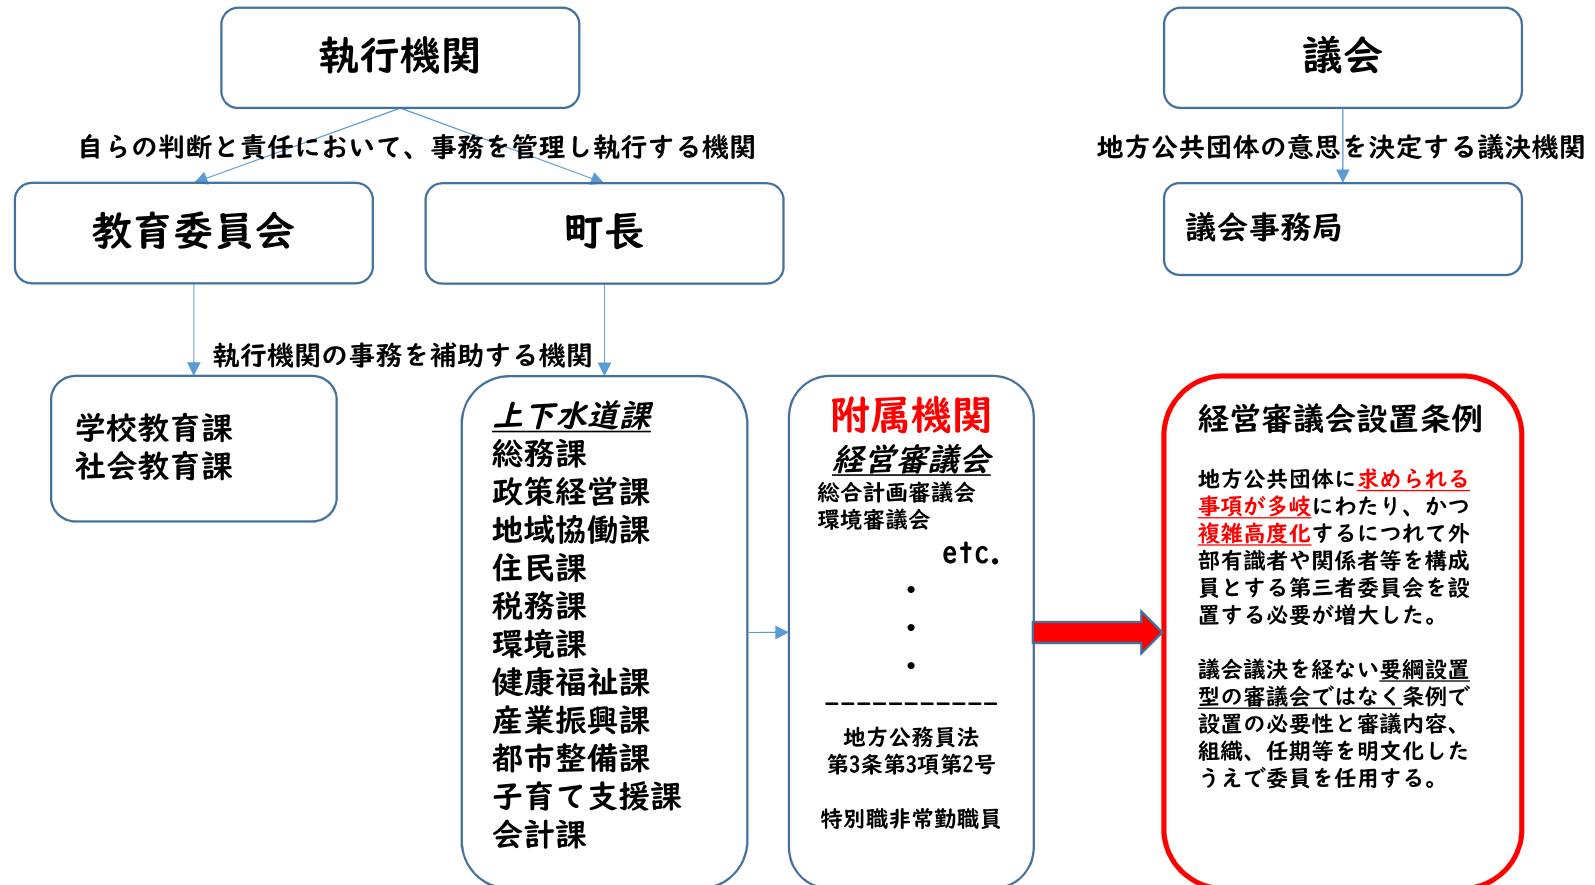 執行機関
議会
自らの判断と責任において、事務を管理し執行する機関
地方公共団体の意思を決定する議決機関
教育委員会
町長
議会事務局
執行機関の事務を補助する機関
学校教育課
社会教育課
上下水道課
総務課
政策経営課
地域協働課
住民課
税務課
環境課
健康福祉課
産業振興課
都市整備課
子育て支援課
会計課
附属機関
経営審議会
総合計画審議会
環境審議会
etc.
・
・
・
-----------
地方公務員法
第3条第3項第2号
特別職非常勤職員
経営審議会設置条例
地方公共団体に求められる
事項が多岐にわたり、かつ
複雑高度化するにつれて外
部有識者や関係者等を構成
員とする第三者委員会を設
置する必要が増大した。
議会議決を経ない要綱設置
型の審議会ではなく条例で
設置の必要性と審議内容、
組織、任期等を明文化した
うえで委員を任用する。